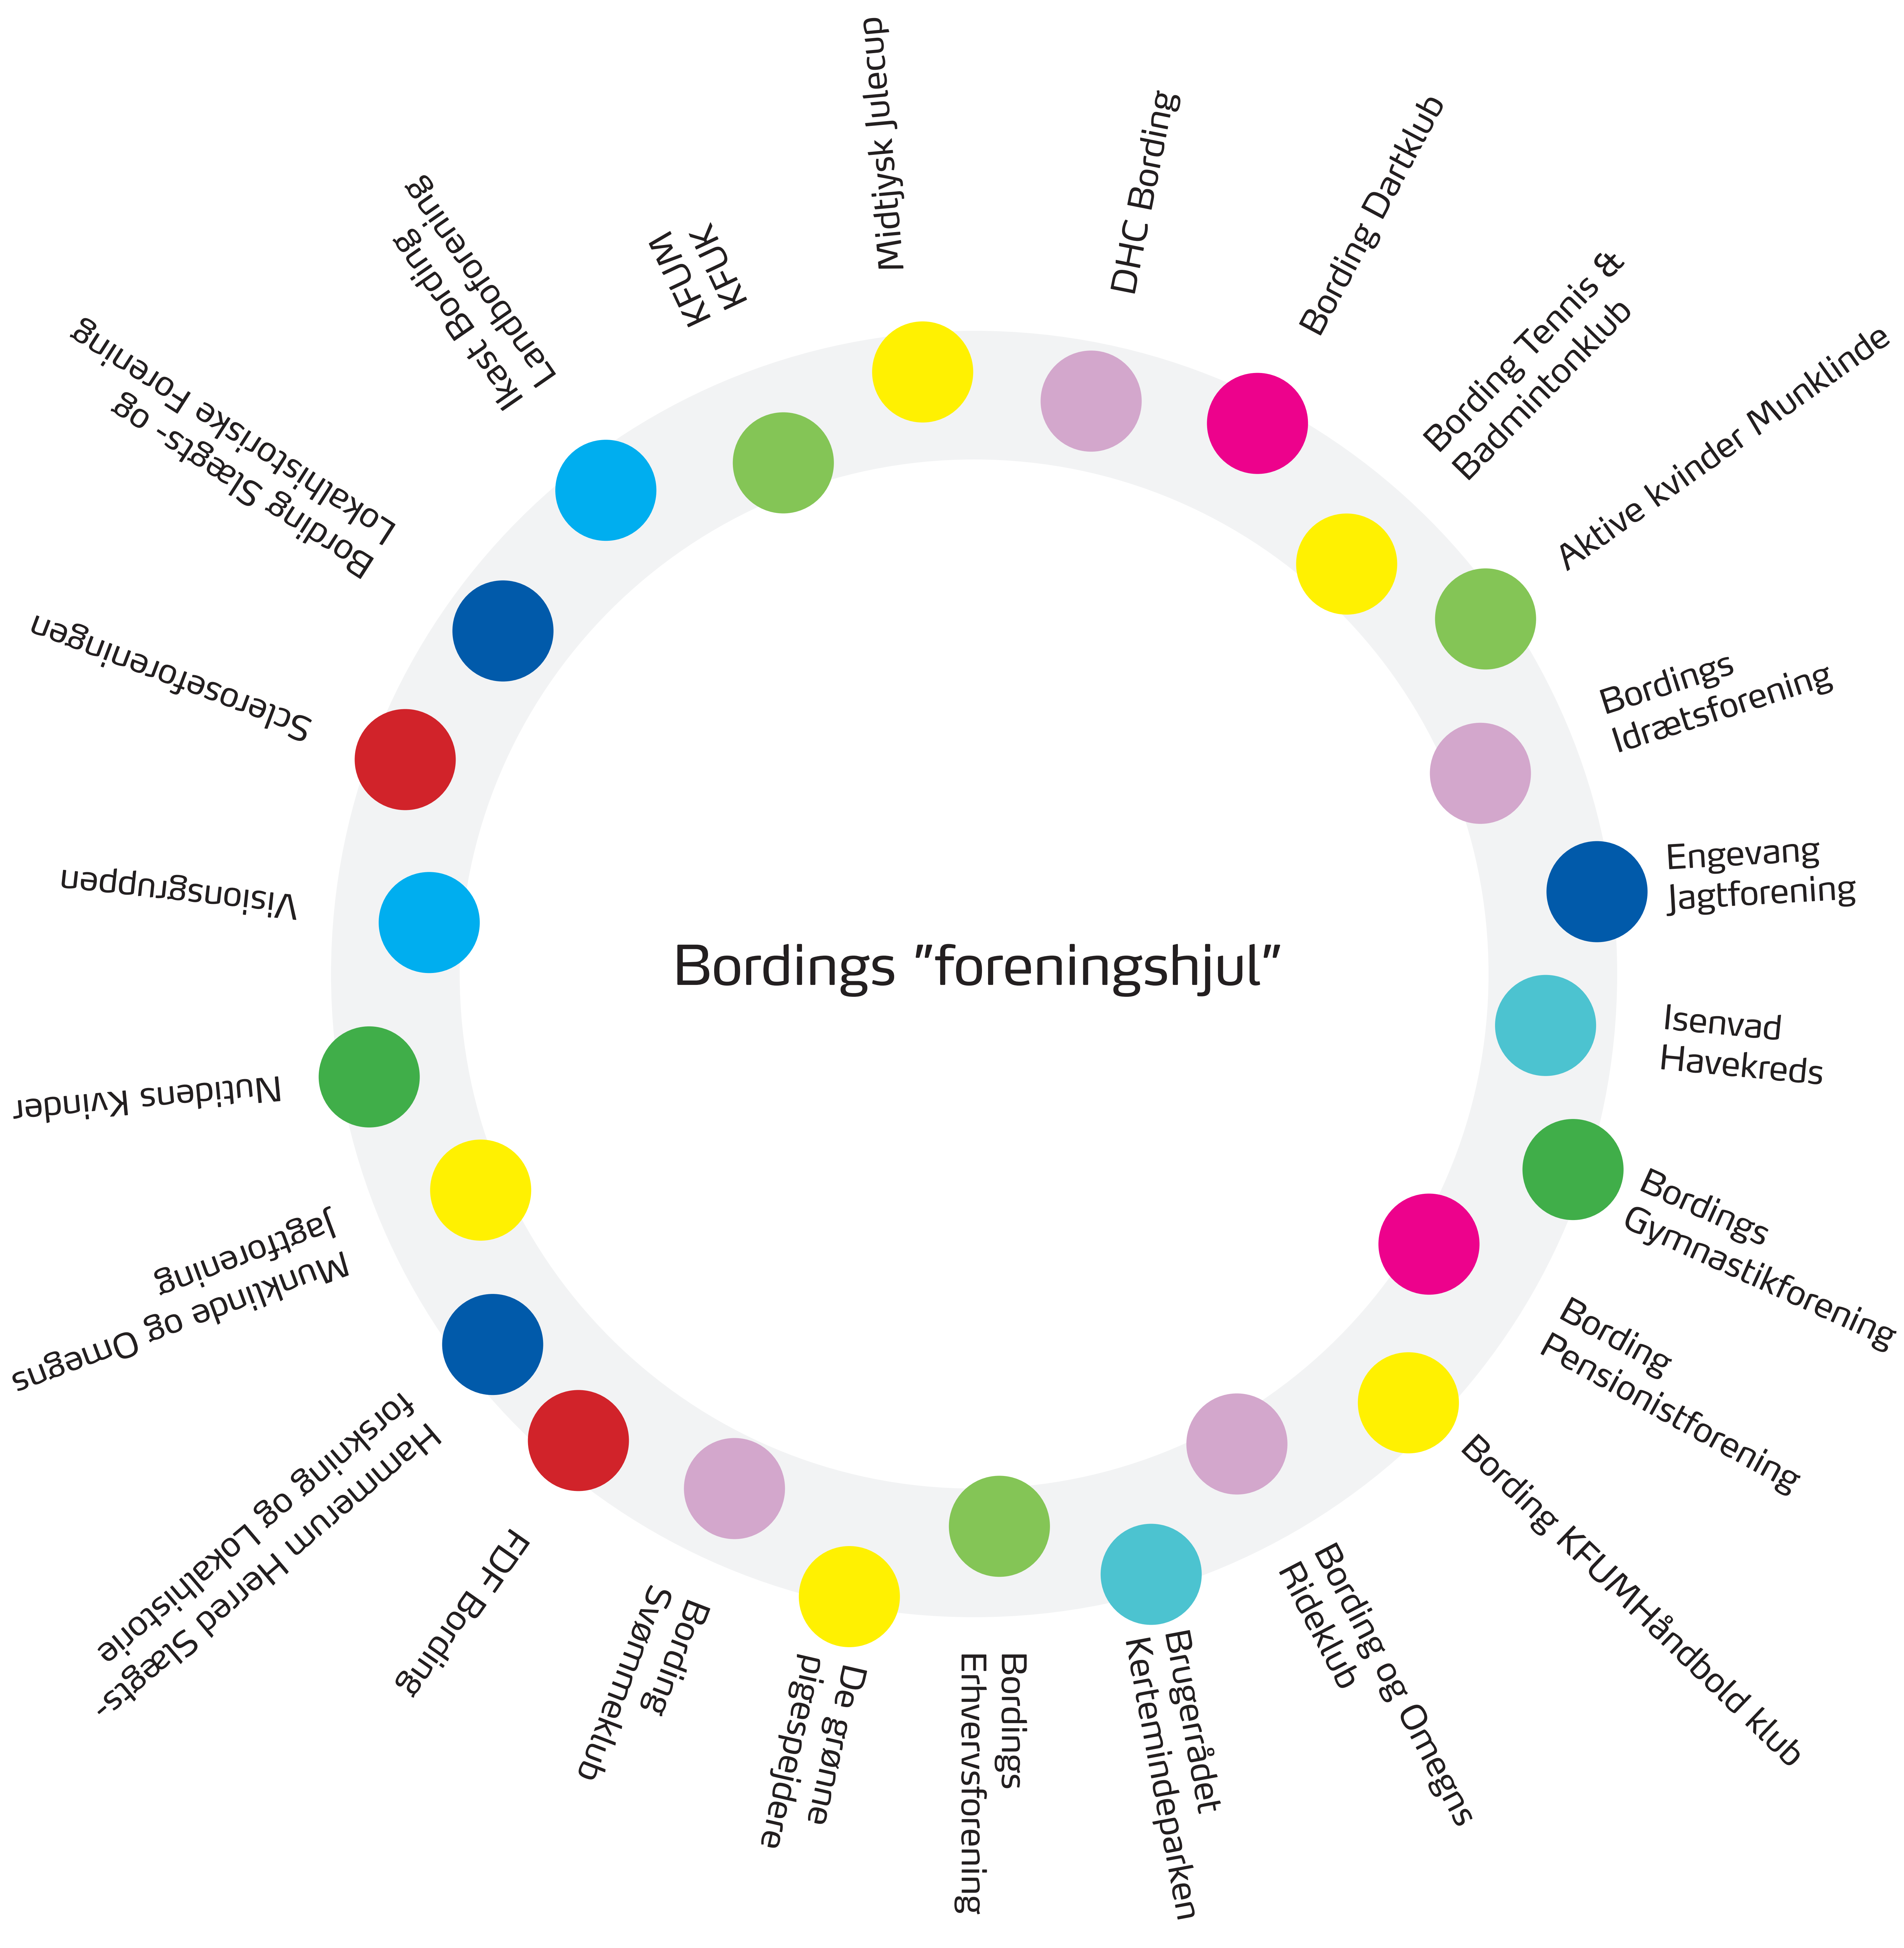 Bordings ”foreningshjul”
Midtjysk Julecup
DHC Bording
Bording Dartklub
Bording Tennis &
Badmintonklub
Aktive kvinder Munklinde
Bordings
Idrætsforening
Engevang
Jagtforening
Isenvad
Havekreds
Bordings
Gymnastikforening
Bording
Pensionistforening
Bording KFUMHåndbold klub
Bording og Omegns
Rideklub
Brugerrådet
Kertemindeparken
Bordings
Erhvervsforening
De grønne
pigespejdere
Bording
Svømmeklub
FDF Bording
Hammerum Herred Slægts-
forskning og Lokalhistorie
Munklinde og Omegns
Jagtforening
Nutidens Kvinder
Visionsgruppen
Scleroseforeningen
Bording Slægts- og
Lokalhistoriske Forening
Ikast Bording
Landboforening
KFUM
KFUK